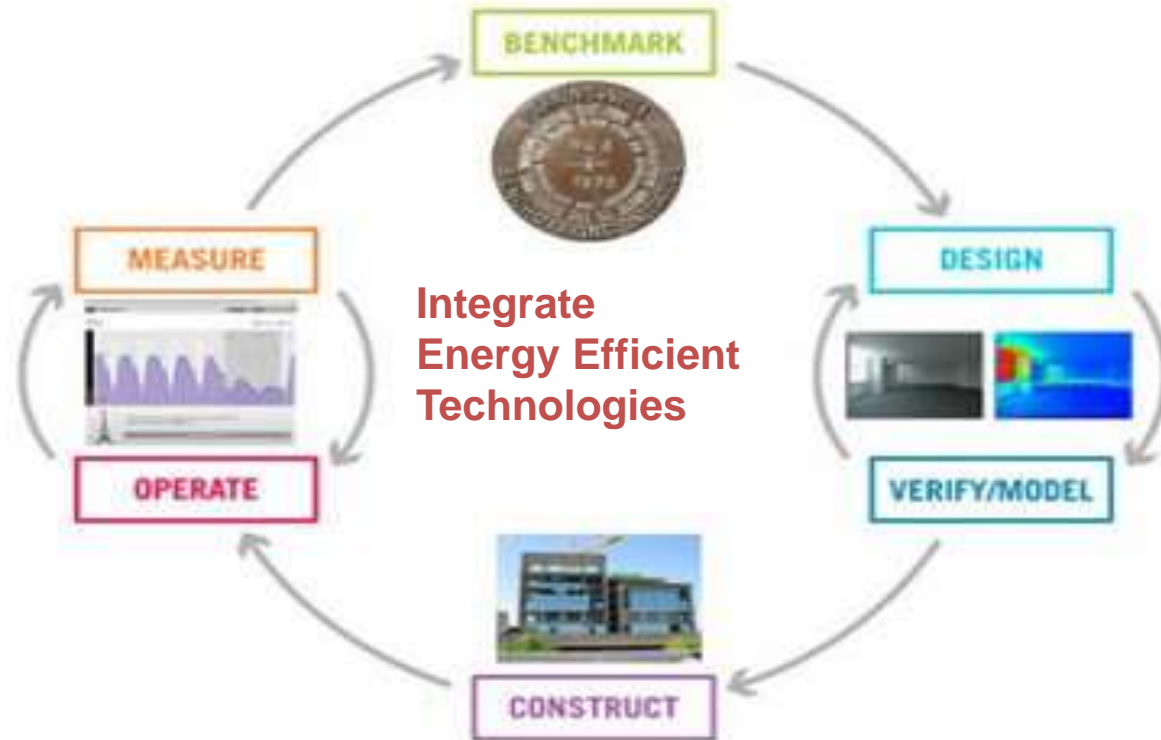 BENCHMARK
MEASURE
DESIGN
Integrate
Energy Efficient
Technologies
OPERATE
VERIFY/MODEL
CONSTRUCT